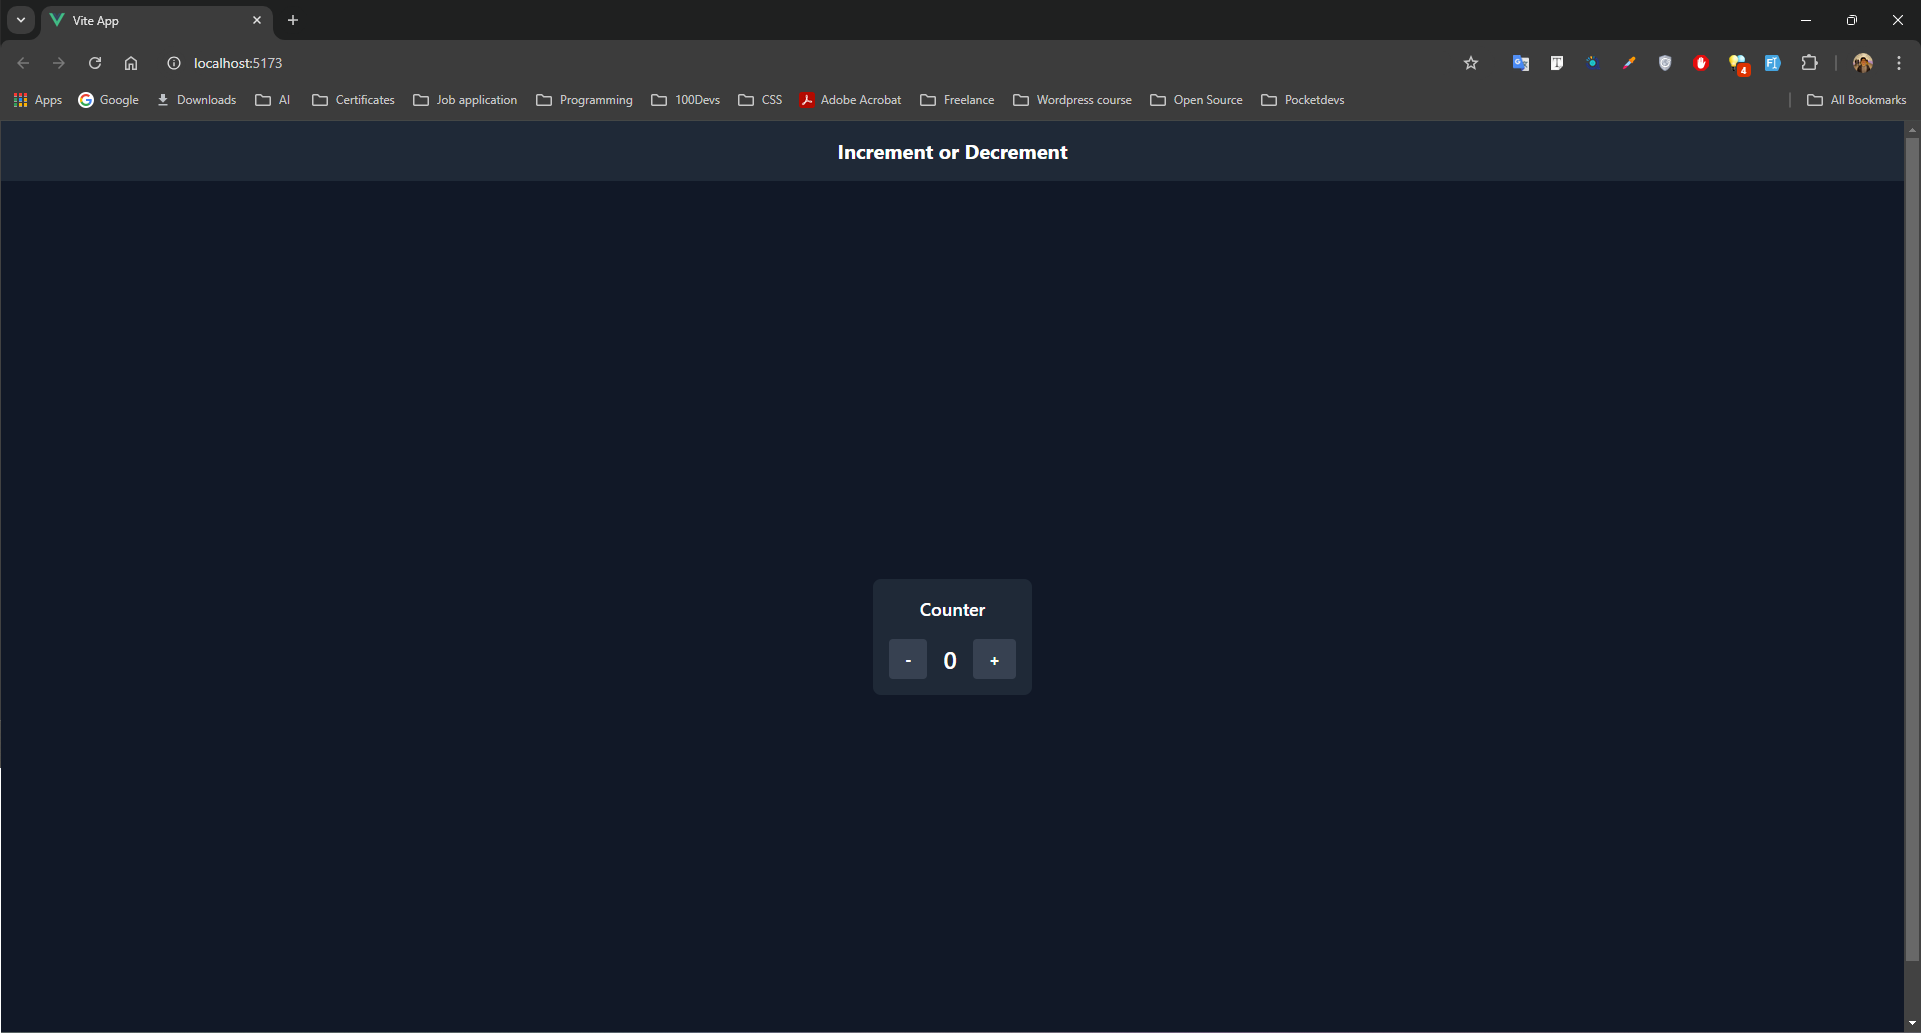 Vite App
localhost:5173
4
Apps Google Downloads AI Certificates Job application Programming 100Devs CSS Adobe Acrobat Freelance Wordpress course Open Source Pocketdevs All Bookmarks
Increment or Decrement
Counter
- 0 +